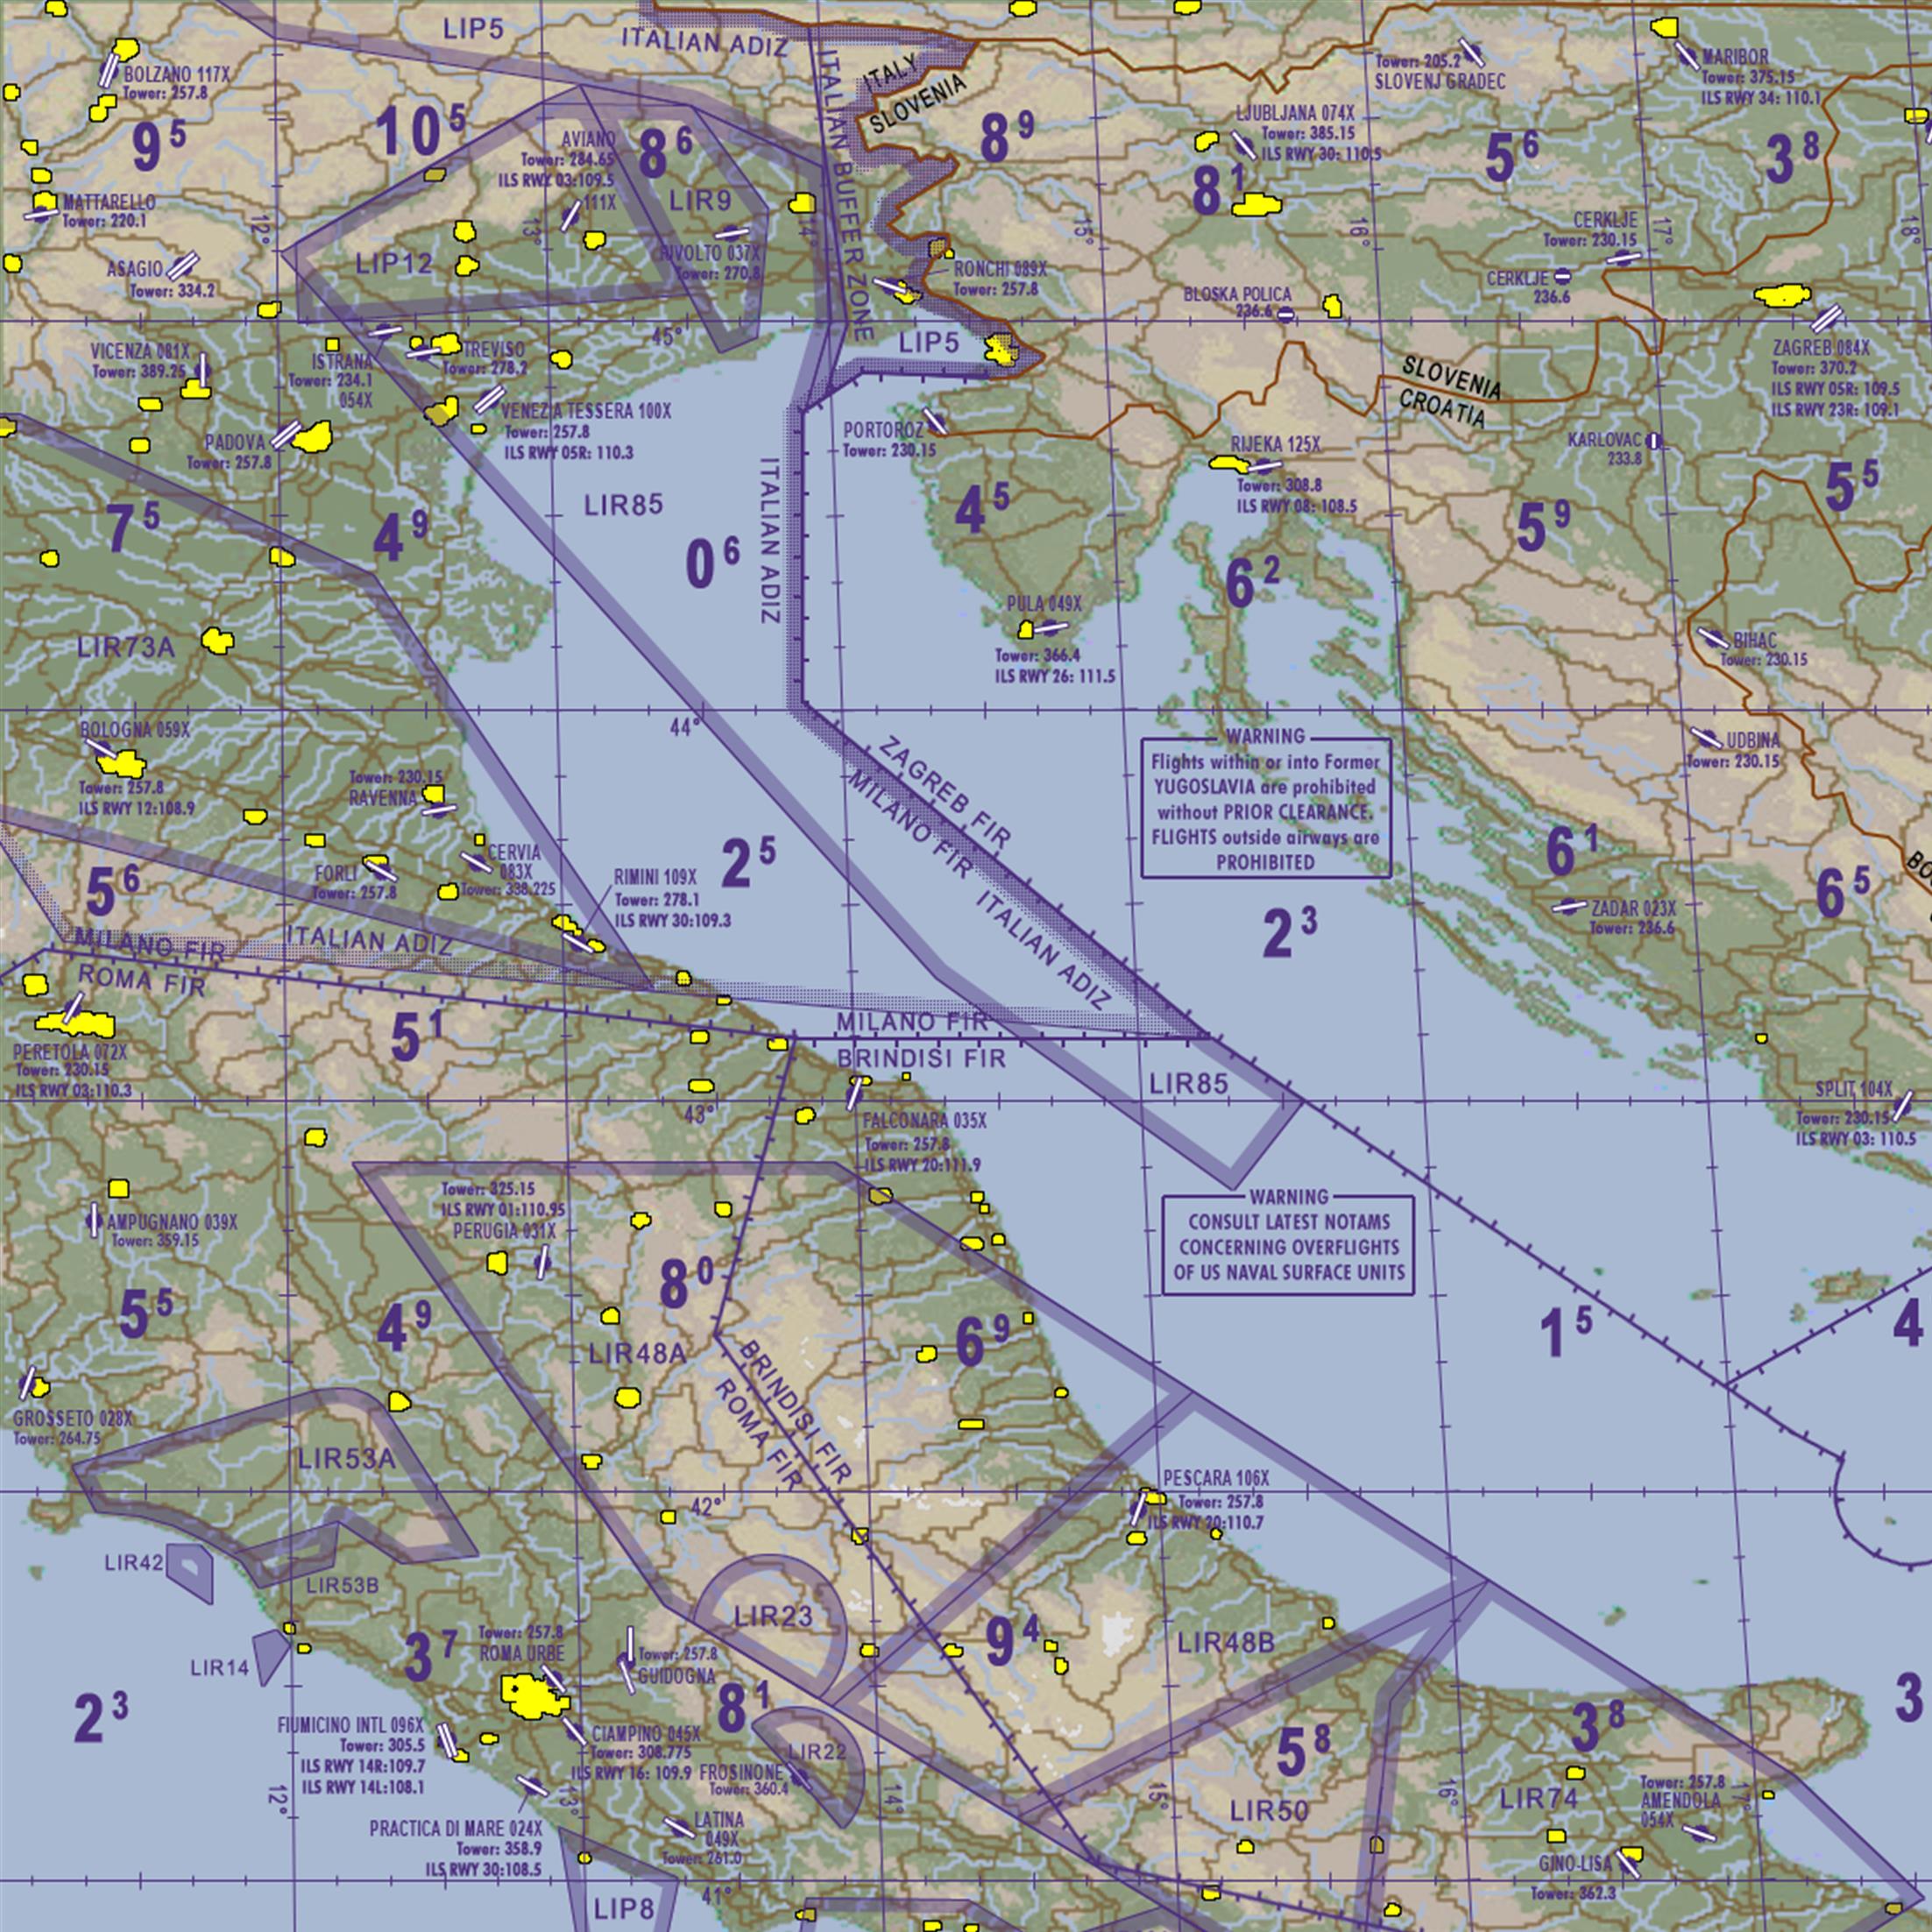 LIP5
ITALIAN ADIZ
ITALIAN BUFFER ZONE
ITALY
SLOVENIA
BOLZANO 117X
Tower: 257.8
9 5
10 5
AVIANO
Tower: 284.65
ILS RWY 03:109.5
111X
8 6
LIR9
8 9
LJUBLJANA 074X
Tower: 385.15
ILS RWY 30: 110.5
8 1
Tower: 205.2
SLOVENJ GRADEC
5 6
MARIBOR
Tower: 375.15
ILS RWY 34: 110.1
3 8
MATTARELLO
Tower: 220.1
ASAGIO
Tower: 334.2
12°
13°
14°
15°
16°
17°
18°
LIP12
RIVOLTO 037X
Tower: 270.8
RONCHI 089X
Tower: 257.8
BLOSKA POLICA
236.6
CERKLJE
Tower: 230.15
CERKLJE
236.6
VICENZA 081X
Tower: 389.25
ISTRANA
Tower: 234.1
054X
TREVISO
Tower: 278.2
45°
LIP5
SLOVENIA
CROATIA
ZAGREB 084X
Tower: 370.2
ILS RWY 05R: 109.5
ILS RWY 23R: 109.1
VENEZIA TESSERA 100X
Tower: 257.8
ILS RWY 05R: 110.3
PADOVA
Tower: 257.8
PORTOROZ
Tower: 230.15
RIJEKA 125X
Tower: 308.8
ILS RWY 08: 108.5
KARLOVAC
233.8
5 5
7 5
4 9
LIR85
0 6
ITALIAN ADIZ
4 5
6 2
5 9
PULA 049X
Tower: 366.4
ILS RWY 26: 111.5
BIHAC
Tower: 230.15
LIR73A
44°
BOLOGNA 059X
Tower: 257.8
ILS RWY 12:108.9
Tower: 230.15
RAVENNA
ZAGREB FIR
MILANO FIR
ITALIAN ADIZ
WARNING
Flights within or into Former
YUGOSLAVIA are prohibited
without PRIOR CLEARANCE.
FLIGHTS outside airways are
PROHIBITED
UDBINA
Tower: 230.15
5 6
FORLI
Tower: 257.8
CERVIA
083X
Tower: 338.225
RIMINI 109X
Tower: 278.1
ILS RWY 30:109.3
2 5
2 3
6 1
6 5
BO
ZADAR 023X
Tower: 236.6
MILANO FIR
ROMA FIR
ITALIAN ADIZ
5 1
MILANO FIR
BRINDISI FIR
LIR85
PERETOLA 072X
Tower: 230.15
ILS RWY 03:110.3
43°
FALCONARA 035X
Tower: 257.8
ILS RWY 20:111.9
SPLIT 104X
Tower: 230.15
ILS RWY 03: 110.5
Tower: 325.15
ILS RWY 01:110.95
PERUGIA 031X
AMPUGNANO 039X
Tower: 359.15
WARNING
CONSULT LATEST NOTAMS
CONCERNING OVERFLIGHTS
OF US NAVAL SURFACE UNITS
5 5
4 9
8 0
6 9
1 5
4
LIR48A
BRINDISI FIR
ROMA FIR
GROSSETO 028X
Tower: 264.75
LIR53A
42°
PESCARA 106X
Tower: 257.8
ILS RWY 20:110.7
LIR42
LIR53B
LIR23
9 4
LIR48B
LIR14
3 7
Tower: 257.8
ROMA URBE
Tower: 257.8
GUIDOGNA
2 3
8 1
5 8
3 8
3
FIUMICINO INTL 096X
Tower: 305.5
ILS RWY 14R:109.7
ILS RWY 14L:108.1
CIAMPINO 045X
Tower: 308.775
ILS RWY 16: 109.9
LIR22
FROSINONE
Tower: 360.4
12°
13°
14°
15°
16°
17°
LIR50
LIR74
Tower: 257.8
AMENDOLA
054X
PRACTICA DI MARE 024X
Tower: 358.9
ILS RWY 30:108.5
LATINA
049X
Tower: 261.0
GINO-LISA
Tower: 362.3
41°
LIP8